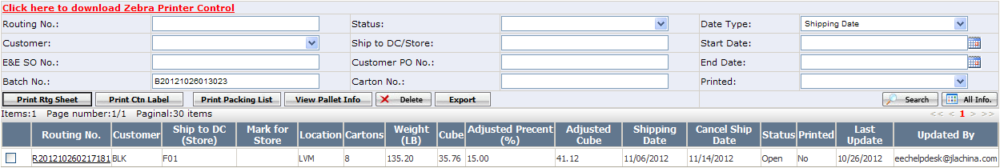 Click here to download Zebra Printer Control
Routing No.: Status: Date Type: Shipping Date
Customer: Ship to DC/Store: Start Date:
E&E SO No.: Customer PO No.: End Date:
Batch No.: B20121026013023 Carton No.: Printed:
Print Rtg Sheet Print Ctn Label Print Packing List View Pallet Info Delete Export Search All Info.
Items:1 Page number:1/1 Paginal:30 items << < 1 > >>
Routing No. Customer Ship to DC (Store) Mark for Store Location Cartons Weight (LB) Cube Adjusted Precent (%) Adjusted Cube Shipping Date Cancel Ship Date Status Printed Last Update Updated By
R201210260217181 BLK F01 LVM 8 135.20 35.76 15.00 41.12 11/06/2012 11/14/2012 Open No 10/26/2012 eechelpdesk@jlachina.com